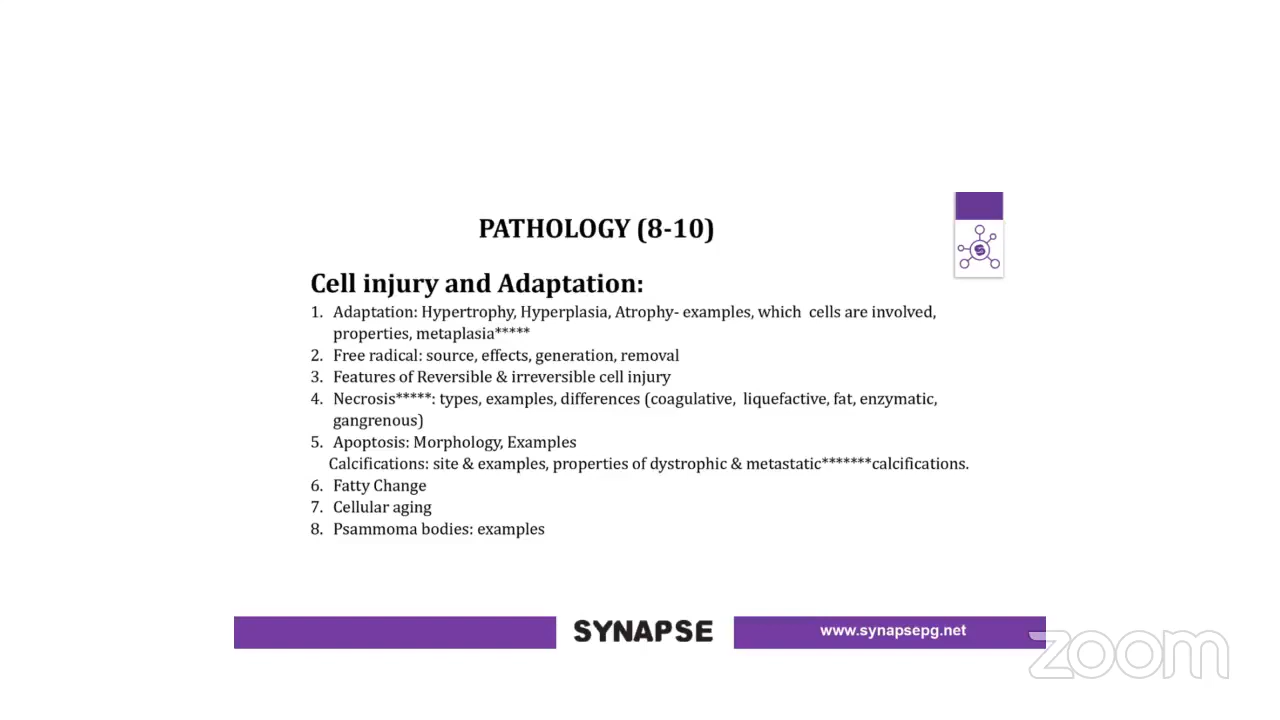 PATHOLOGY (8-10)
Cell injury and Adaptation:
1. Adaptation: Hypertrophy, Hyperplasia, Atrophy- examples, which cells are involved,
properties, metaplasia*****
2. Free radical: source, effects, generation, removal
3. Features of Reversible & irreversible cell injury
4. Necrosis*****: types, examples, differences (coagulative, liquefactive, fat, enzymatic,
gangrenous)
5. Apoptosis: Morphology, Examples
Calcifications: site & examples, properties of dystrophic & metastatic*******calcifications.
6. Fatty Change
7. Cellular aging
8. Psammoma bodies: examples
SYNAPSE
www.synapsepg.net
zoom